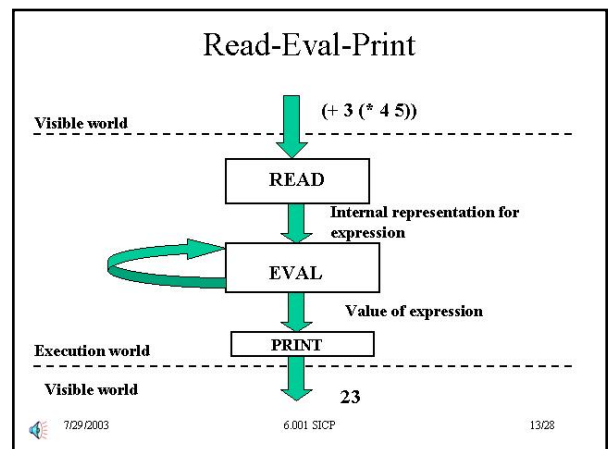 Read-Eval-Print
(+ 3 (* 4 5))
Visible world
READ
Internal representation for
expression
EVAL
Value of expression
PRINT
Execution world
Visible world
23
7/29/2003
6.001 SICP
13/28